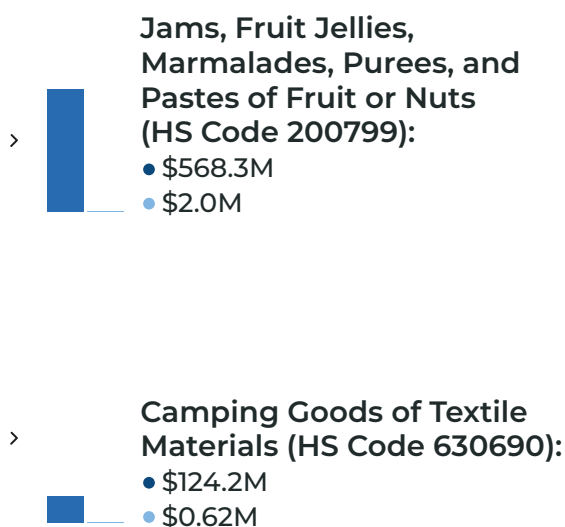 Jams, Fruit Jellies,
Marmalades, Purees, and
Pastes of Fruit or Nuts
(HS Code 200799):
$568.3M
$2.0M
Camping Goods of Textile
Materials (HS Code 630690):
$124.2M
$0.62M